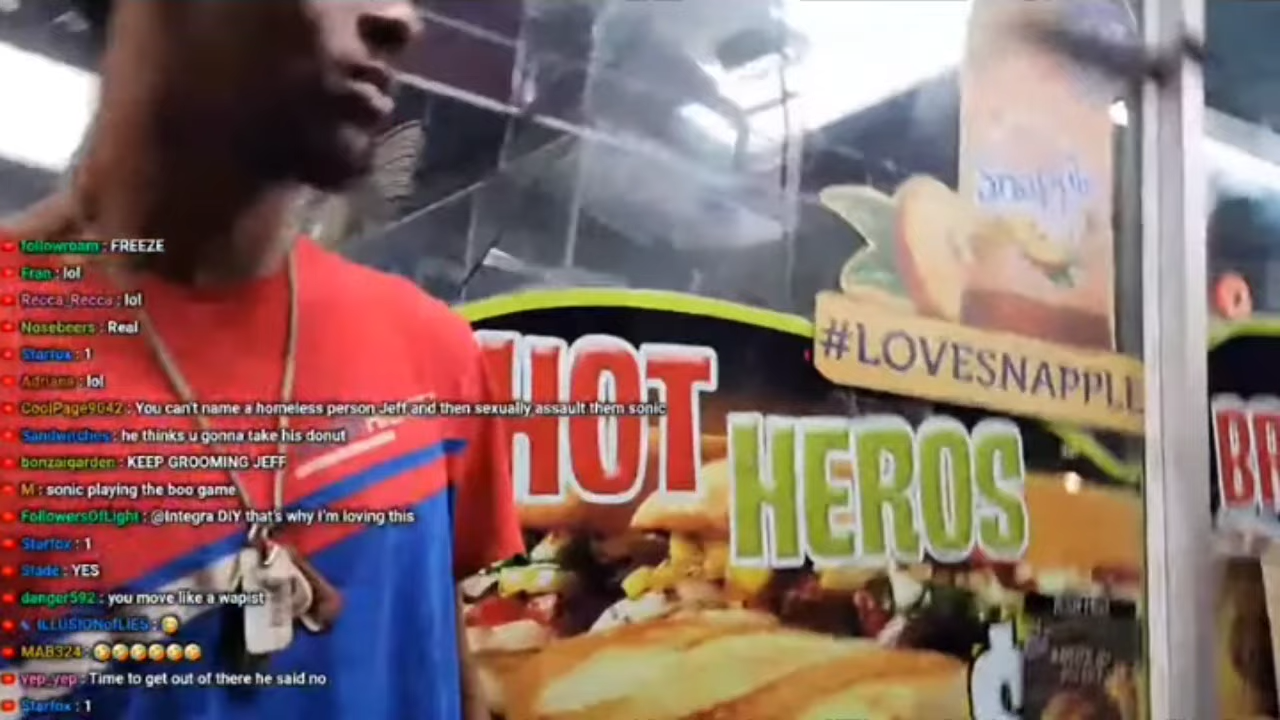 followroam : FREEZE
Fran : lol
Recca_Recca : lol
Nosebeers : Real
Starfox : 1
Adriana : lol
CoolPage9042 : You can't name a homeless person Jeff and then sexually assault them sonic
Sandwitches : he thinks u gonna take his donut
bonzaigarden : KEEP GROOMING JEFF
M : sonic playing the boo game
FollowersOfLight : @Integra DIY that's why I'm loving this
Starfox : 1
Slade : YES
danger592 : you move like a wapist
ILLUSIONofLIES : 😂
MAB324 : 🤣🤣🤣🤣🤣🤣
yep_yep : Time to get out of there he said no
Starfox : 1
snapple
#LOVESNAPPLE
HOT
HEROS
BR